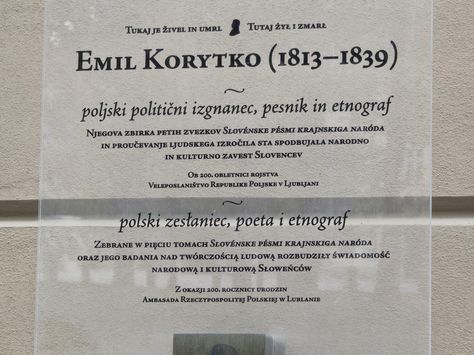 Tukaj je živel in umrl Tutaj żył i zmarł
Emil Korytko (1813–1839)
~
poljski politični izgnanec, pesnik in etnograf
Njegova zbirka petih zvezkov Slovénske pésmi krajnskiga naróda
in proučevanje ljudskega izročila sta spodbujala narodno
in kulturno zavest Slovencev
Ob 200. obletnici rojstva
Veleposlaništvo Republike Poljske v Ljubljani
~
polski zesłaniec, poeta i etnograf
Zebrane w pięciu tomach Slovénske pésmi krajnskiga naróda
oraz jego badania nad twórczością ludową rozbudziły świadomość
narodową i kulturową Słoweńców
Z okazji 200. rocznicy urodzin
Ambasada Rzeczypospolitej Polskiej w Lublanie